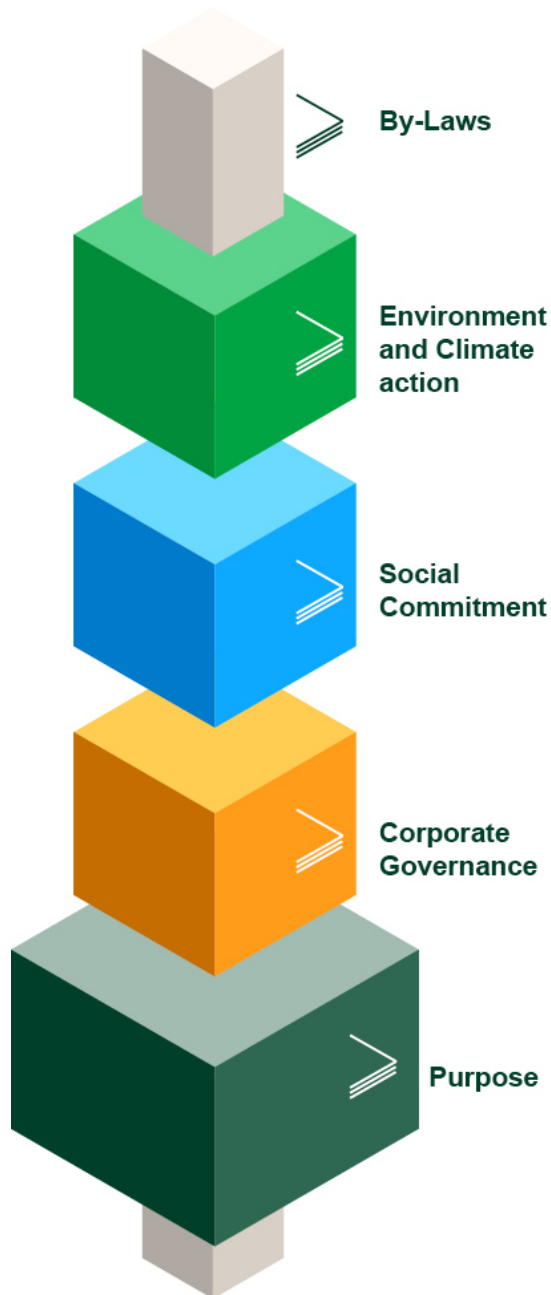 By-Laws
Environment
and Climate
action
Social
Commitment
Corporate
Governance
Purpose